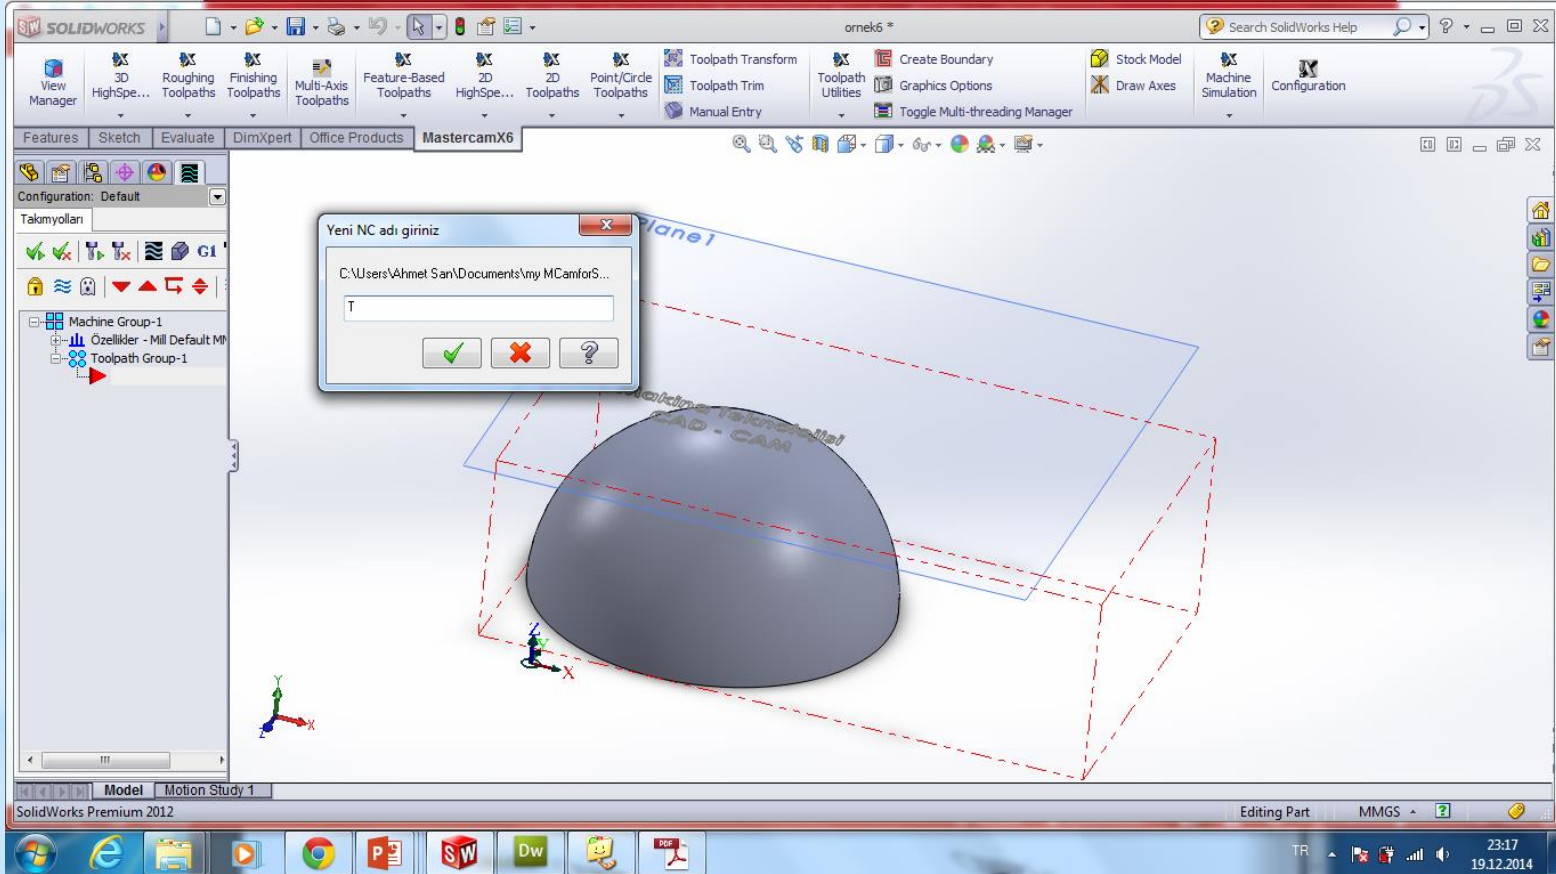 SOLIDWORKS
ornek6 *
Search SolidWorks Help
View Manager
3D HighSpe...
Roughing Toolpaths
Finishing Toolpaths
Multi-Axis Toolpaths
Feature-Based Toolpaths
2D HighSpe...
2D Toolpaths
Point/Circle Toolpaths
Toolpath Transform
Toolpath Trim
Manual Entry
Toolpath Utilities
Create Boundary
Graphics Options
Toggle Multi-threading Manager
Stock Model
Draw Axes
Machine Simulation
Configuration
Features
Sketch
Evaluate
DimXpert
Office Products
MastercamX6
Configuration: Default
Takımyolları
G1
Machine Group-1
Özellikler - Mill Default MM
Toolpath Group-1
Yeni NC adı giriniz
C:\Users\Ahmet San\Documents\my MCamforS...
T
Plane1
Makina Teknolojisi
CAD - CAM
Z
Y
X
Y
X
Z
Model
Motion Study 1
SolidWorks Premium 2012
Editing Part
MMGS
Dw
PDF
TR
23:17
19.12.2014